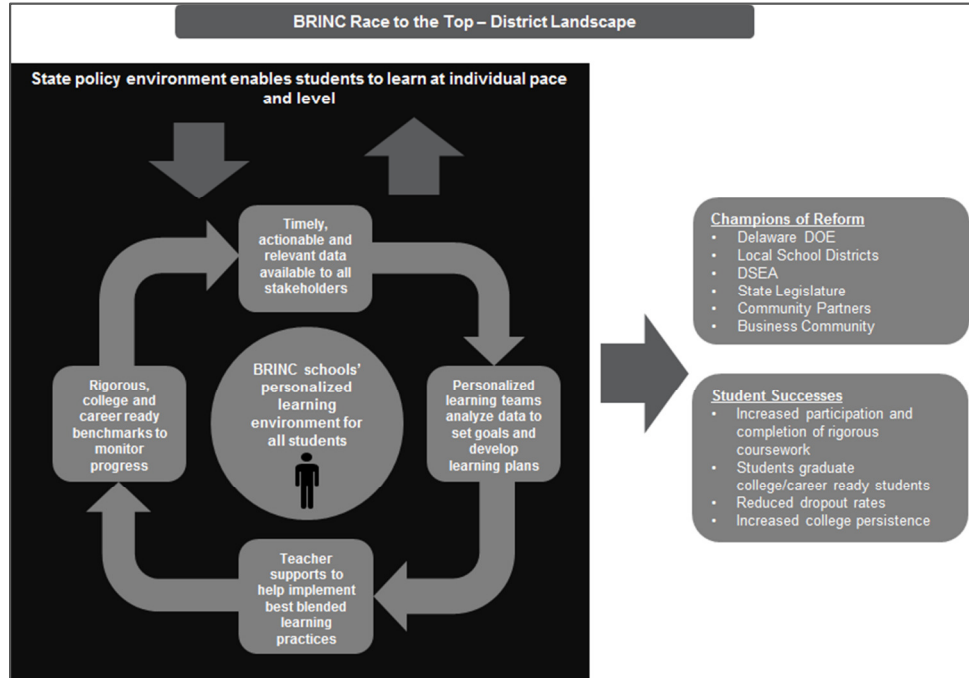 BRINC Race to the Top – District Landscape
State policy environment enables students to learn at individual pace
and level
Timely,
actionable and
relevant data
available to all
stakeholders
BRINC schools'
personalized
learning
environment for
all students
Rigorous,
college and
career ready
benchmarks to
monitor
progress
Personalized
learning teams
analyze data to
set goals and
develop
learning plans
Teacher
supports to
help implement
best blended
learning
practices
Champions of Reform
• Delaware DOE
• Local School Districts
• DSEA
• State Legislature
• Community Partners
• Business Community
Student Successes
• Increased participation and
completion of rigorous
coursework
• Students graduate
college/career ready students
• Reduced dropout rates
• Increased college persistence